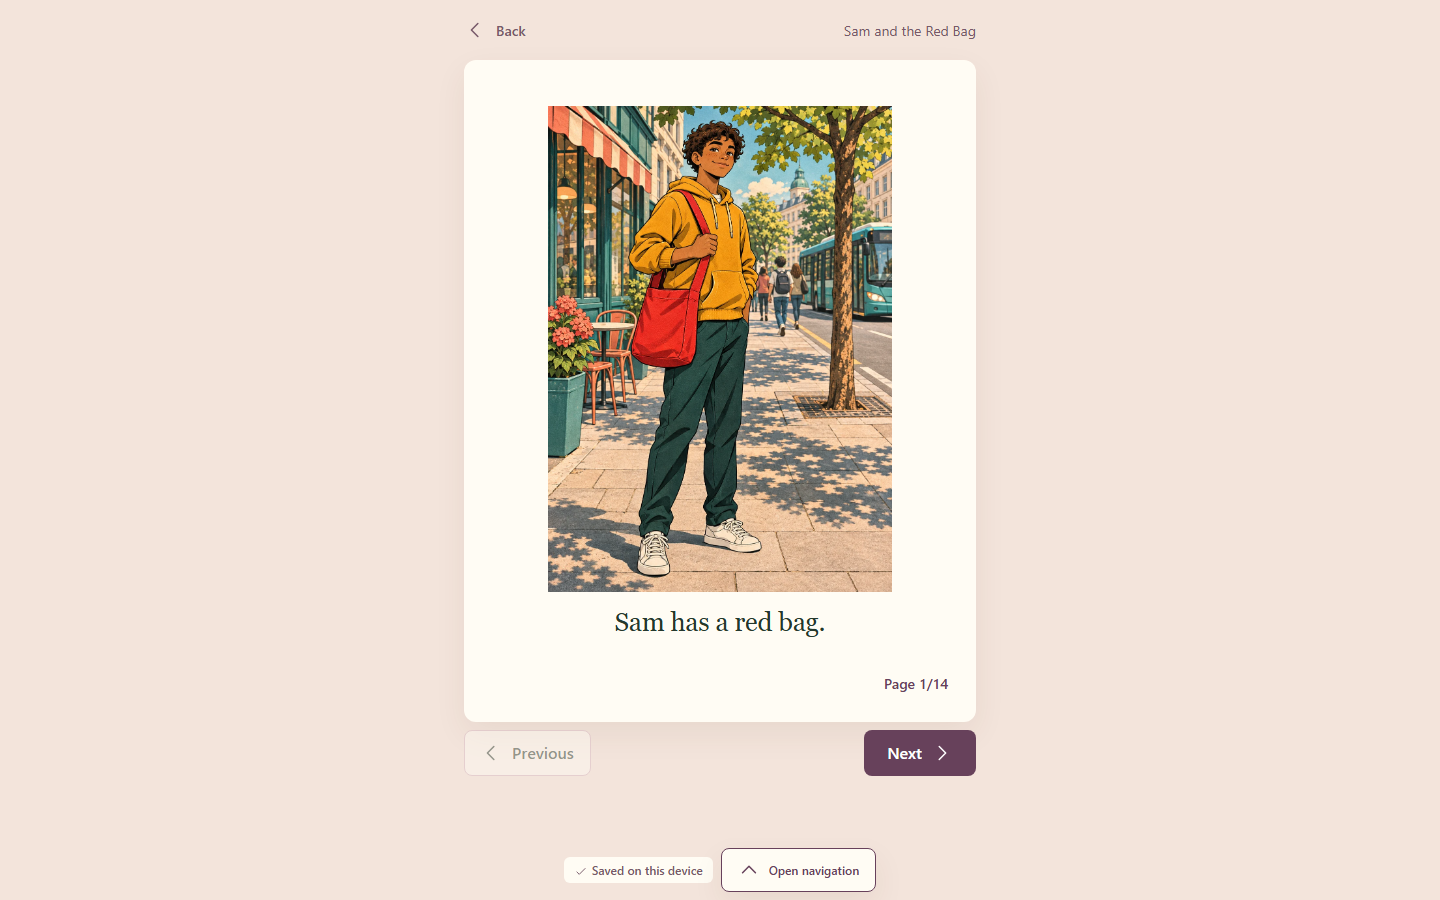 Back
Sam and the Red Bag
Sam has a red bag.
Page 1/14
Previous
Next
Saved on this device
Open navigation